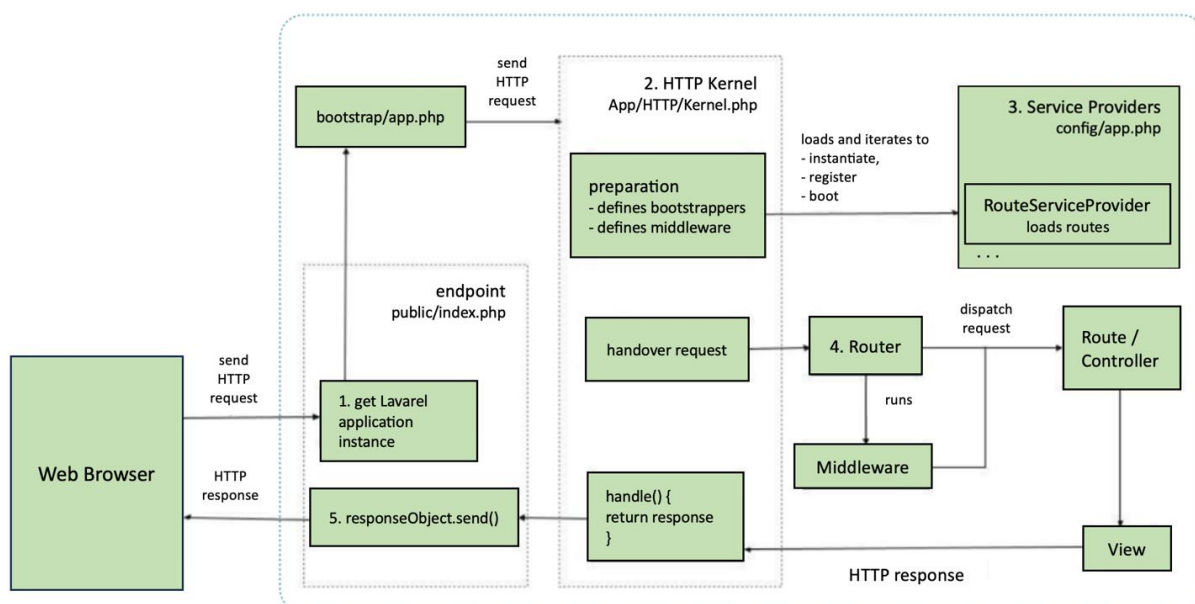 send
HTTP
request
2. HTTP Kernel
App/HTTP/Kernel.php
3. Service Providers
config/app.php
bootstrap/app.php
loads and iterates to
- instantiate,
- register
- boot
preparation
- defines bootstrappers
- defines middleware
RouteServiceProvider
loads routes
...
endpoint
public/index.php
dispatch
request
handover request
4. Router
Route /
Controller
send
HTTP
request
1. get Lavarel
application
instance
runs
Middleware
Web Browser
HTTP
response
5. responseObject.send()
handle() {
return response
}
View
HTTP response